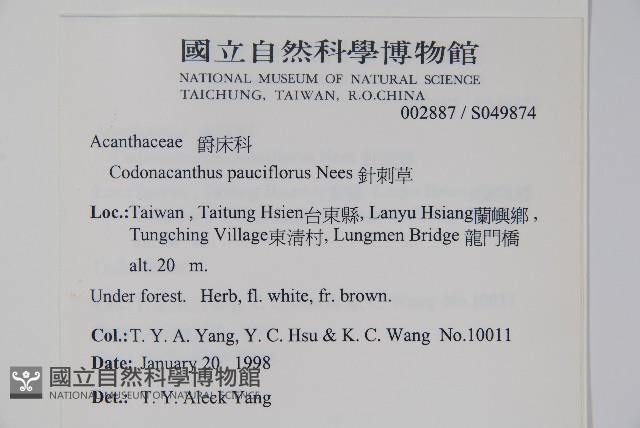 國立自然科學博物館
NATIONAL MUSEUM OF NATURAL SCIENCE
TAICHUNG, TAIWAN, R.O.CHINA
002887 / S049874
Acanthaceae 爵床科
Codonacanthus pauciflorus Nees 針刺草
Loc.:Taiwan , Taitung Hsien台東縣, Lanyu Hsiang蘭嶼鄉 ,
Tungching Village東清村, Lungmen Bridge 龍門橋
alt. 20 m.
Under forest. Herb, fl. white, fr. brown.
Col.:T. Y. A. Yang, Y. C. Hsu & K. C. Wang No.10011
Date: January 20 , 1998
國立自然科學博物館
NATIONAL MUSEUM OF NATURAL SCIENCE
Det.: T. Y. Aleck Yang